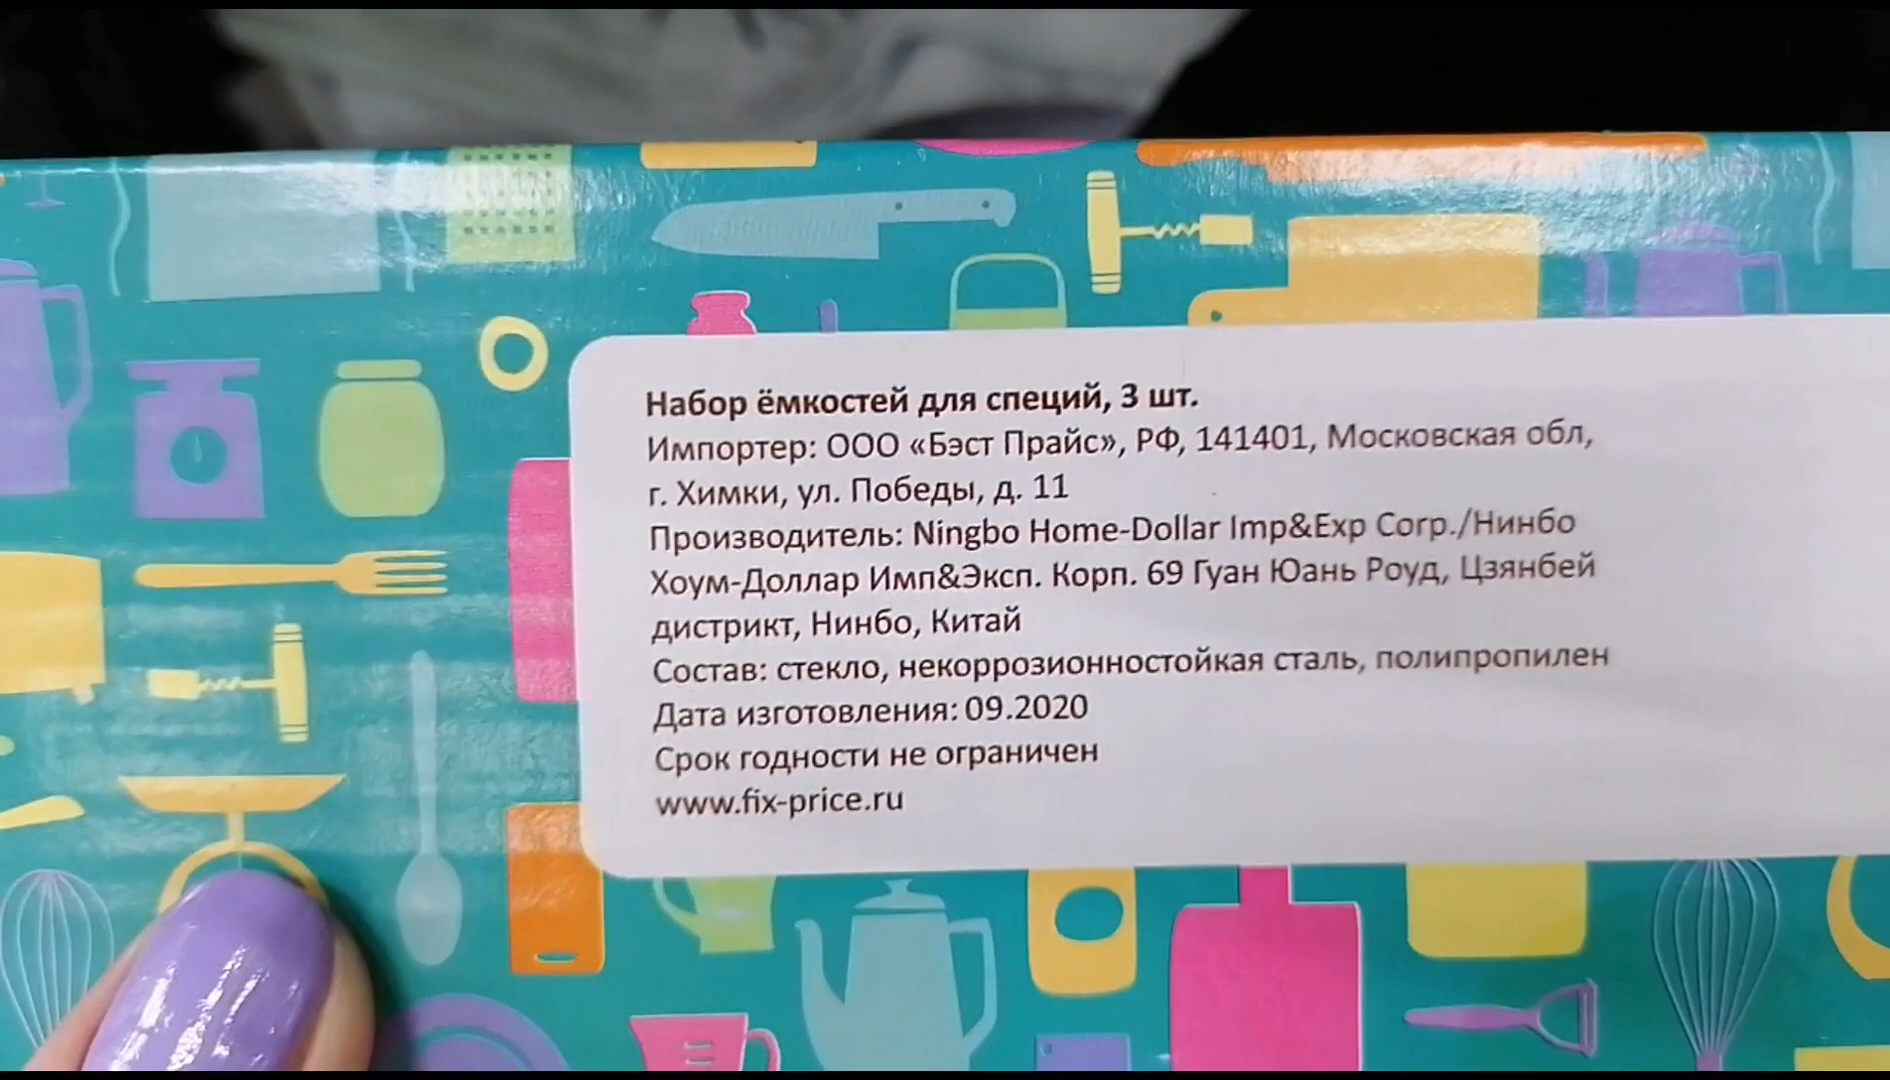 Набор ёмкостей для специй, 3 шт.
Импортер: ООО «Бэст Прайс», РФ, 141401, Московская обл,
г. Химки, ул. Победы, д. 11
Производитель: Ningbo Home-Dollar Imp&Exp Corp./Нинбо
Хоум-Доллар Имп&Эксп. Корп. 69 Гуан Юань Роуд, Цзянбей
дистрикт, Нинбо, Китай
Состав: стекло, некоррозионностойкая сталь, полипропилен
Дата изготовления: 09.2020
Срок годности не ограничен
www.fix-price.ru